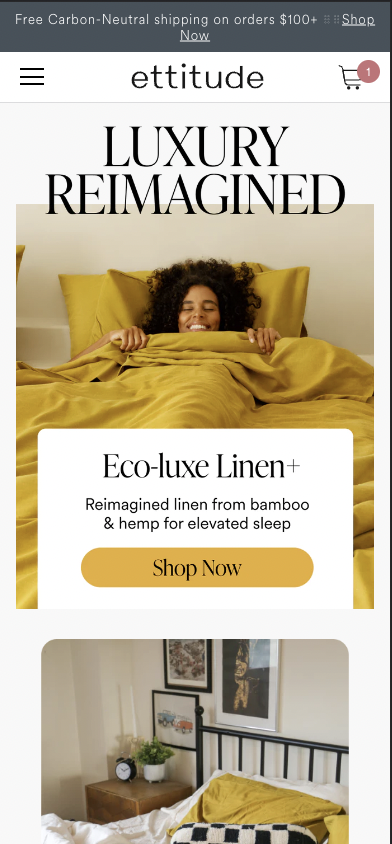 Free Carbon-Neutral shipping on orders $100+ ⠿⠿Shop
Now
ettitude
1
LUXURY
REIMAGINED
Eco-luxe Linen+
Reimagined linen from bamboo
& hemp for elevated sleep
Shop Now